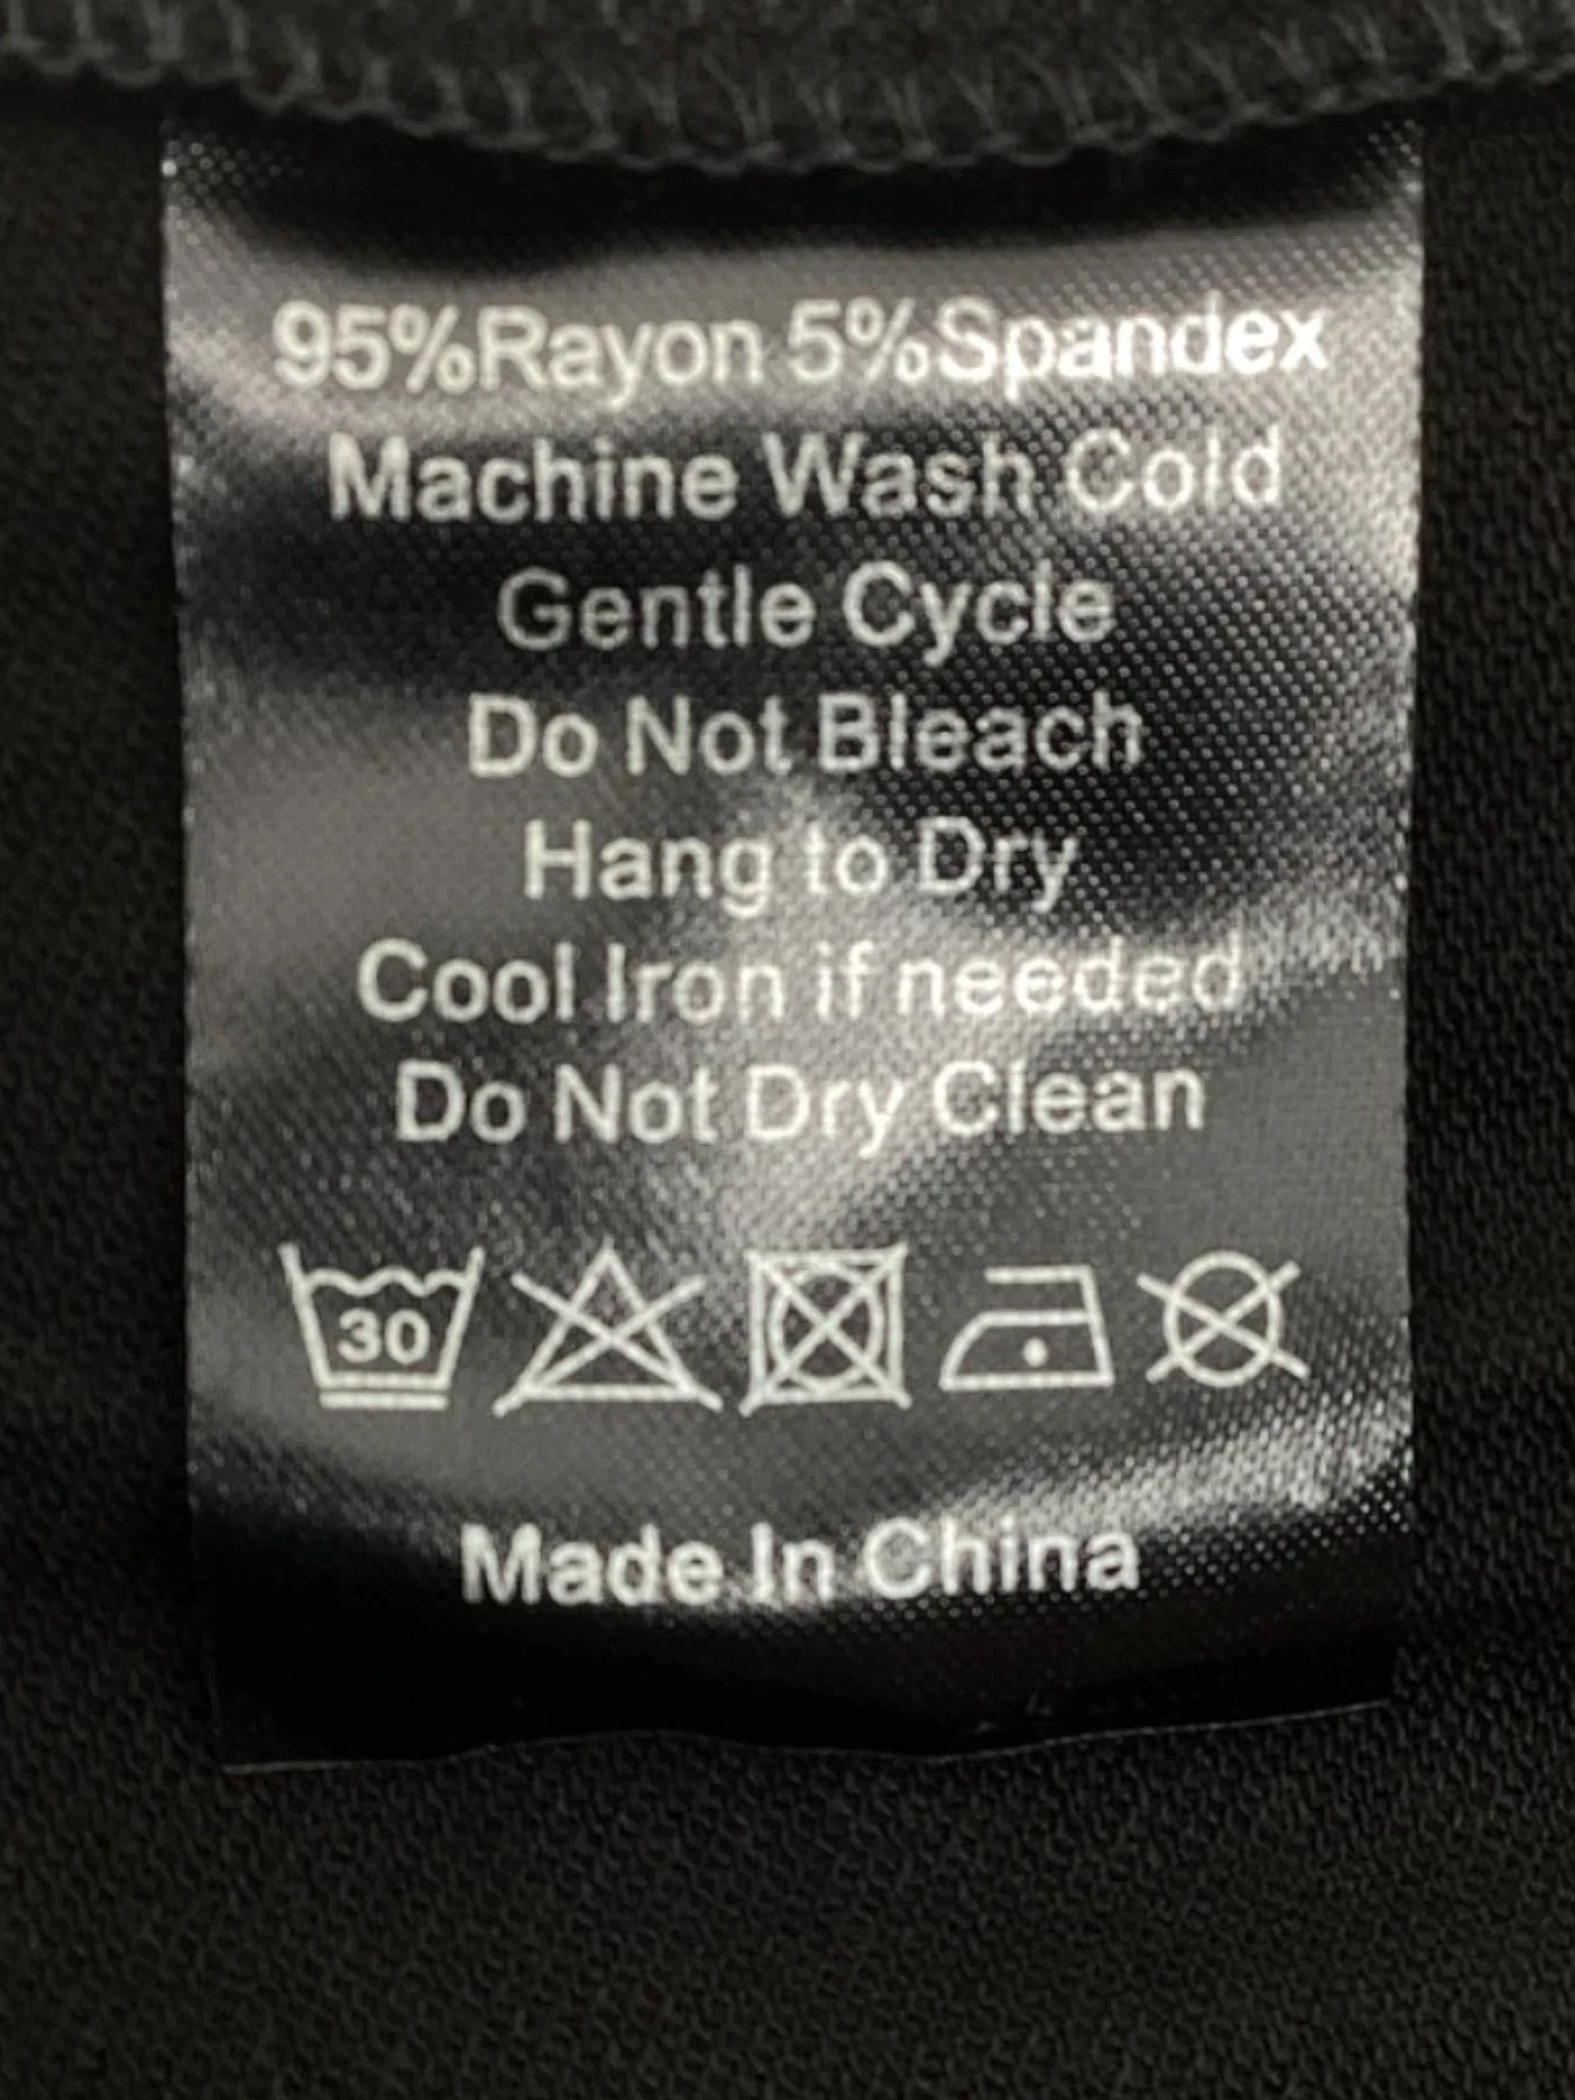 95%Rayon 5%Spandex
Machine Wash Cold
Gentle Cycle
Do Not Bleach
Hang to Dry
Cool Iron if needed
Do Not Dry Clean
30
Made In China